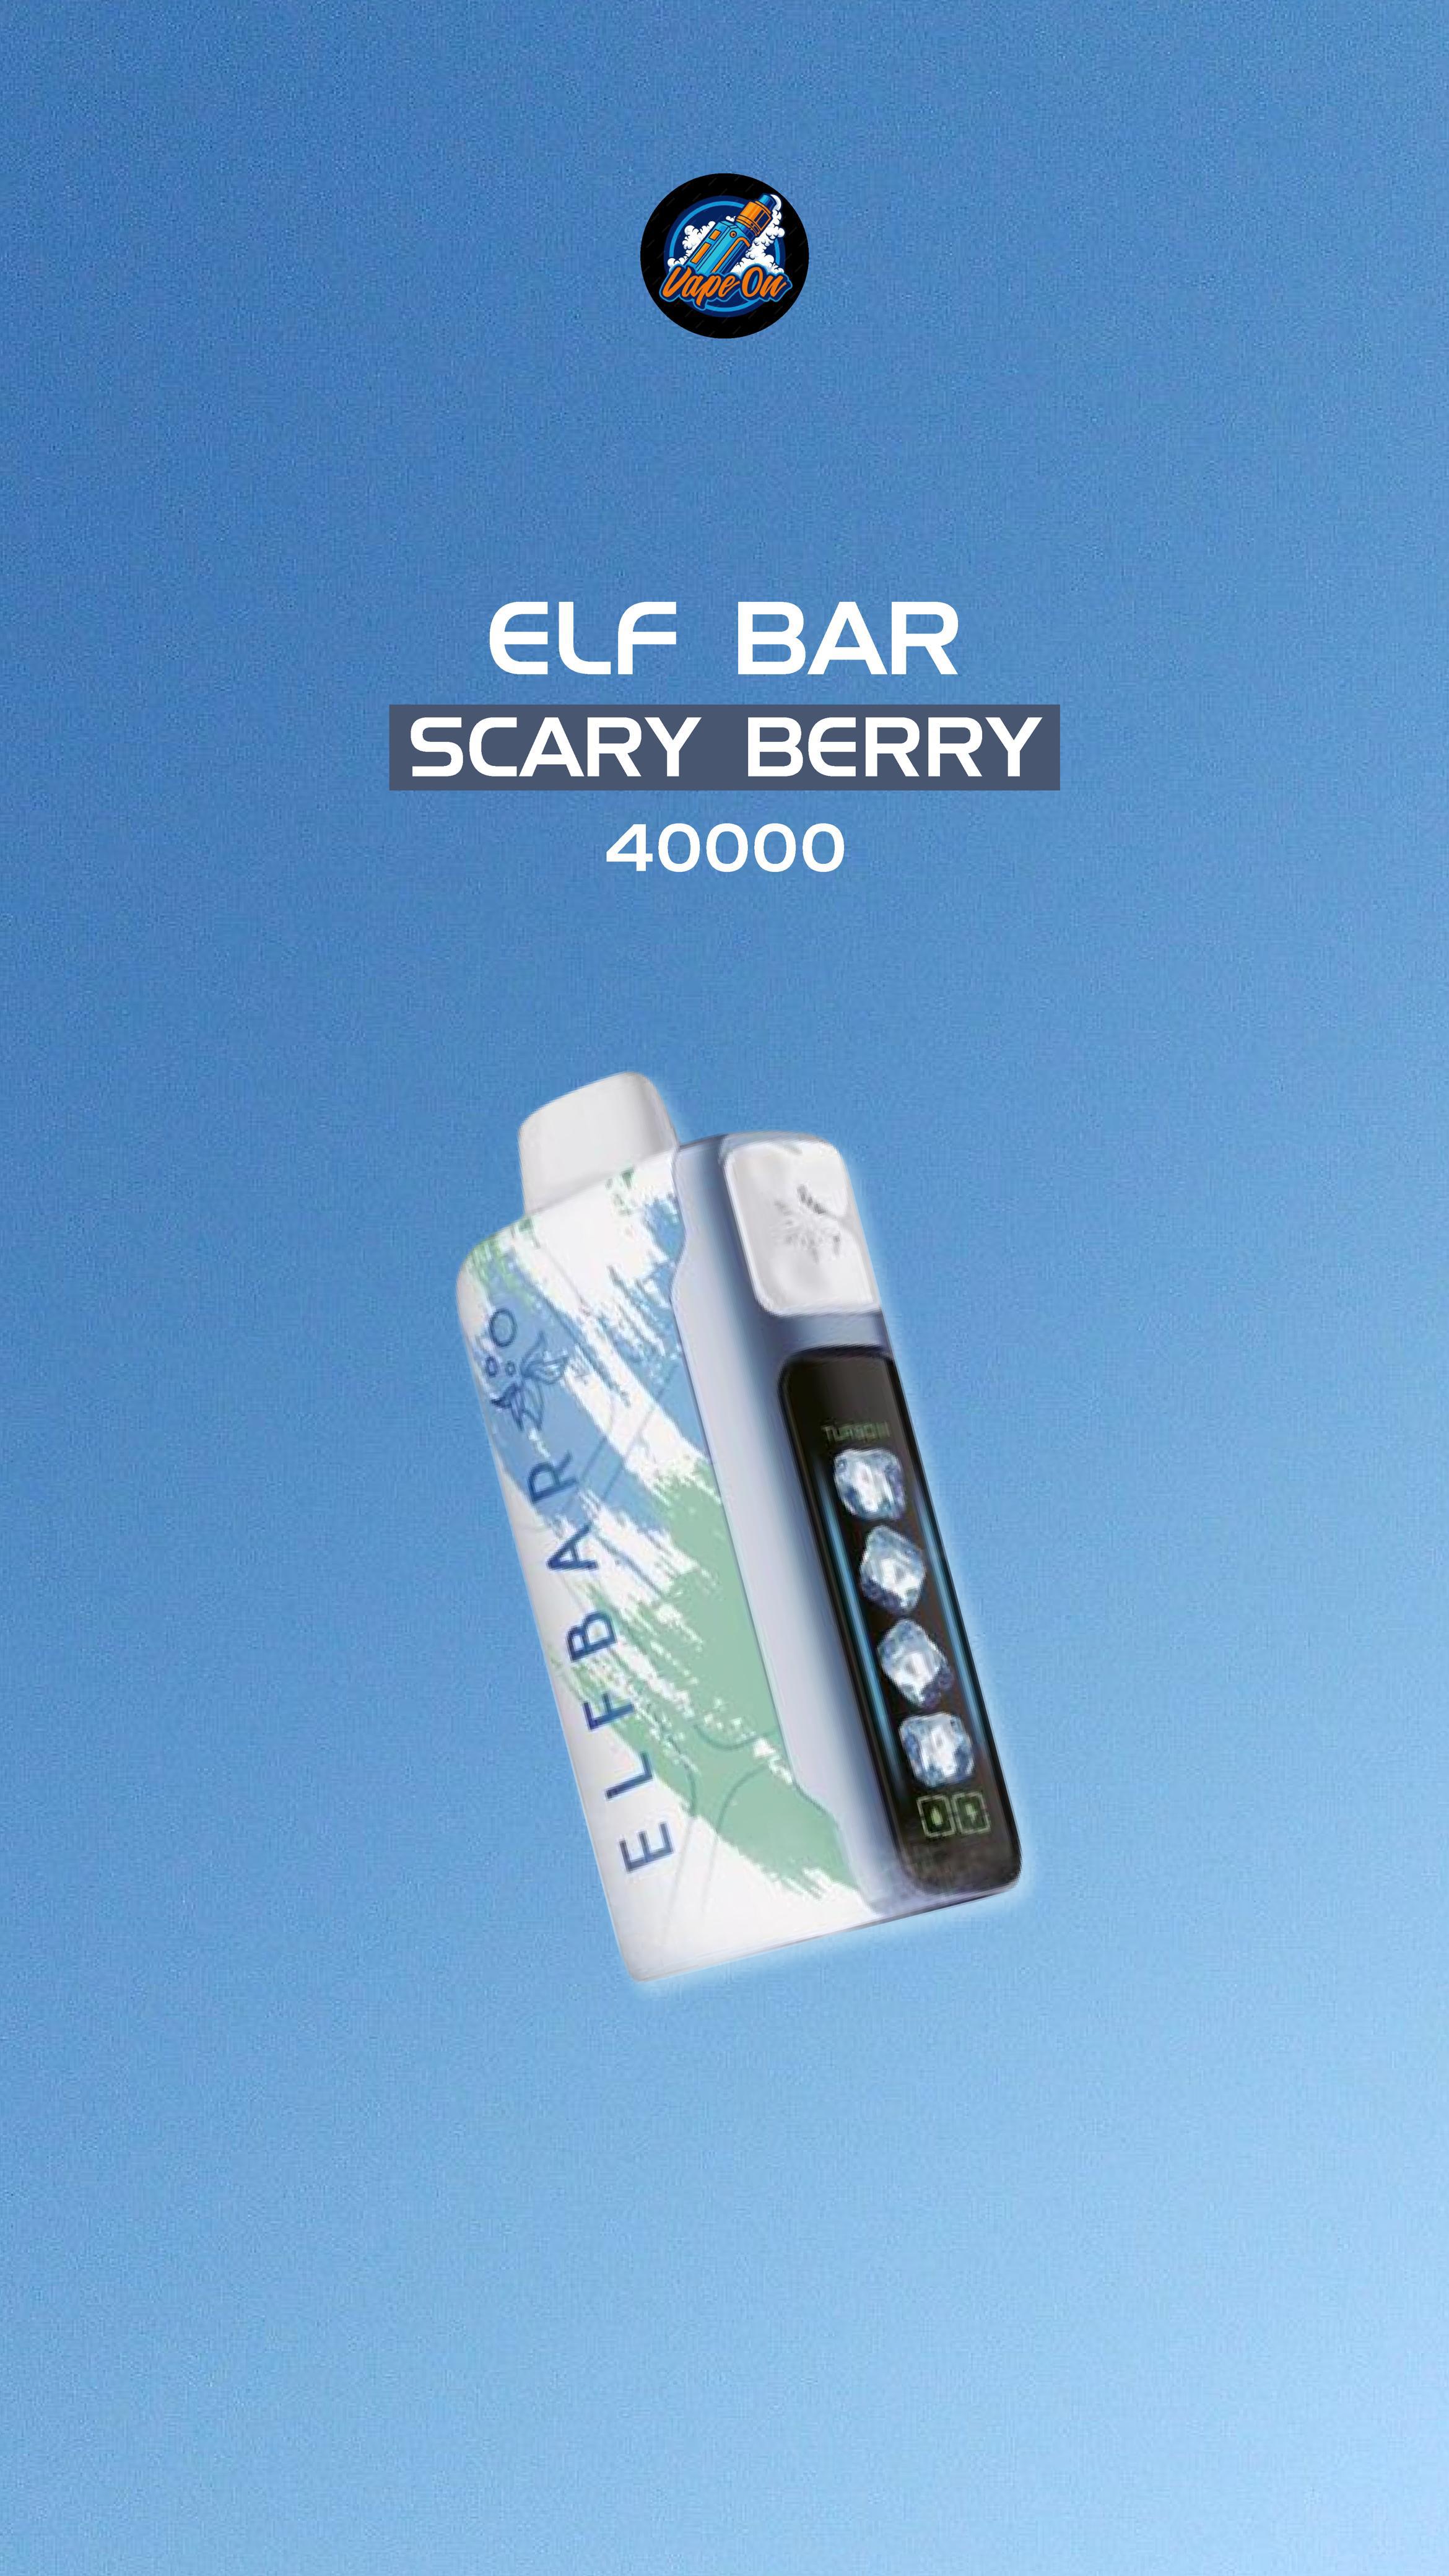 Vape On
ELF BAR
SCARY BERRY
40000
ELFBAR
TURBO